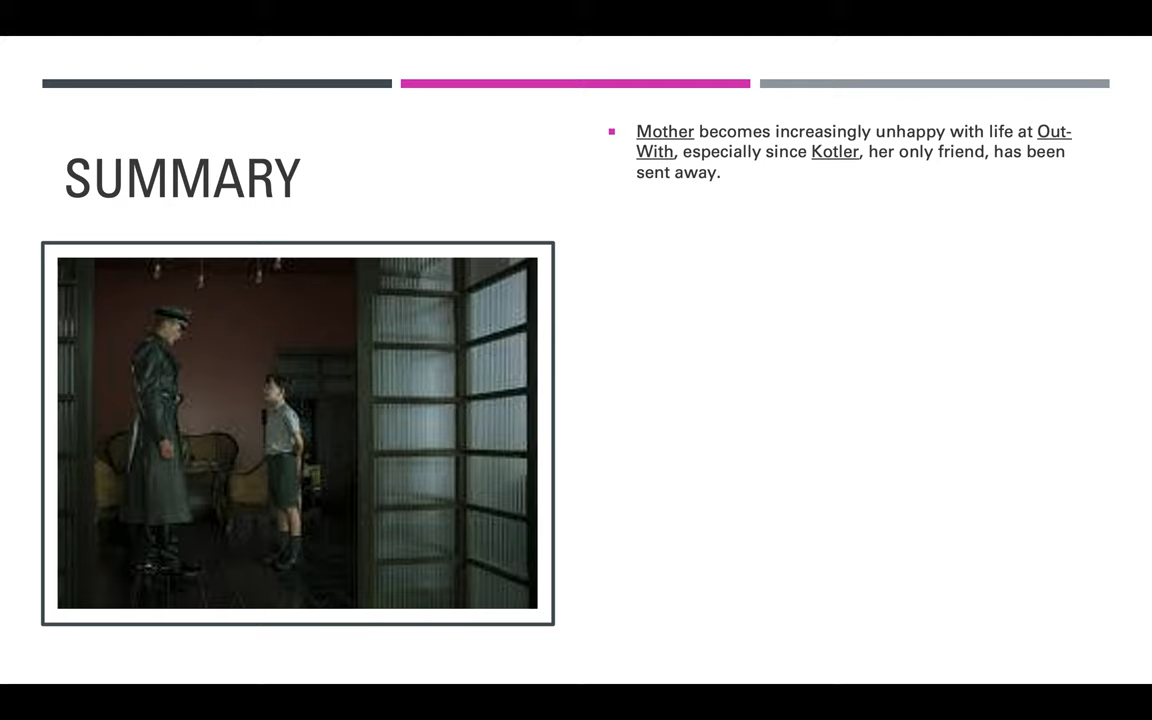 SUMMARY
Mother becomes increasingly unhappy with life at Out-
With, especially since Kotler, her only friend, has been
sent away.